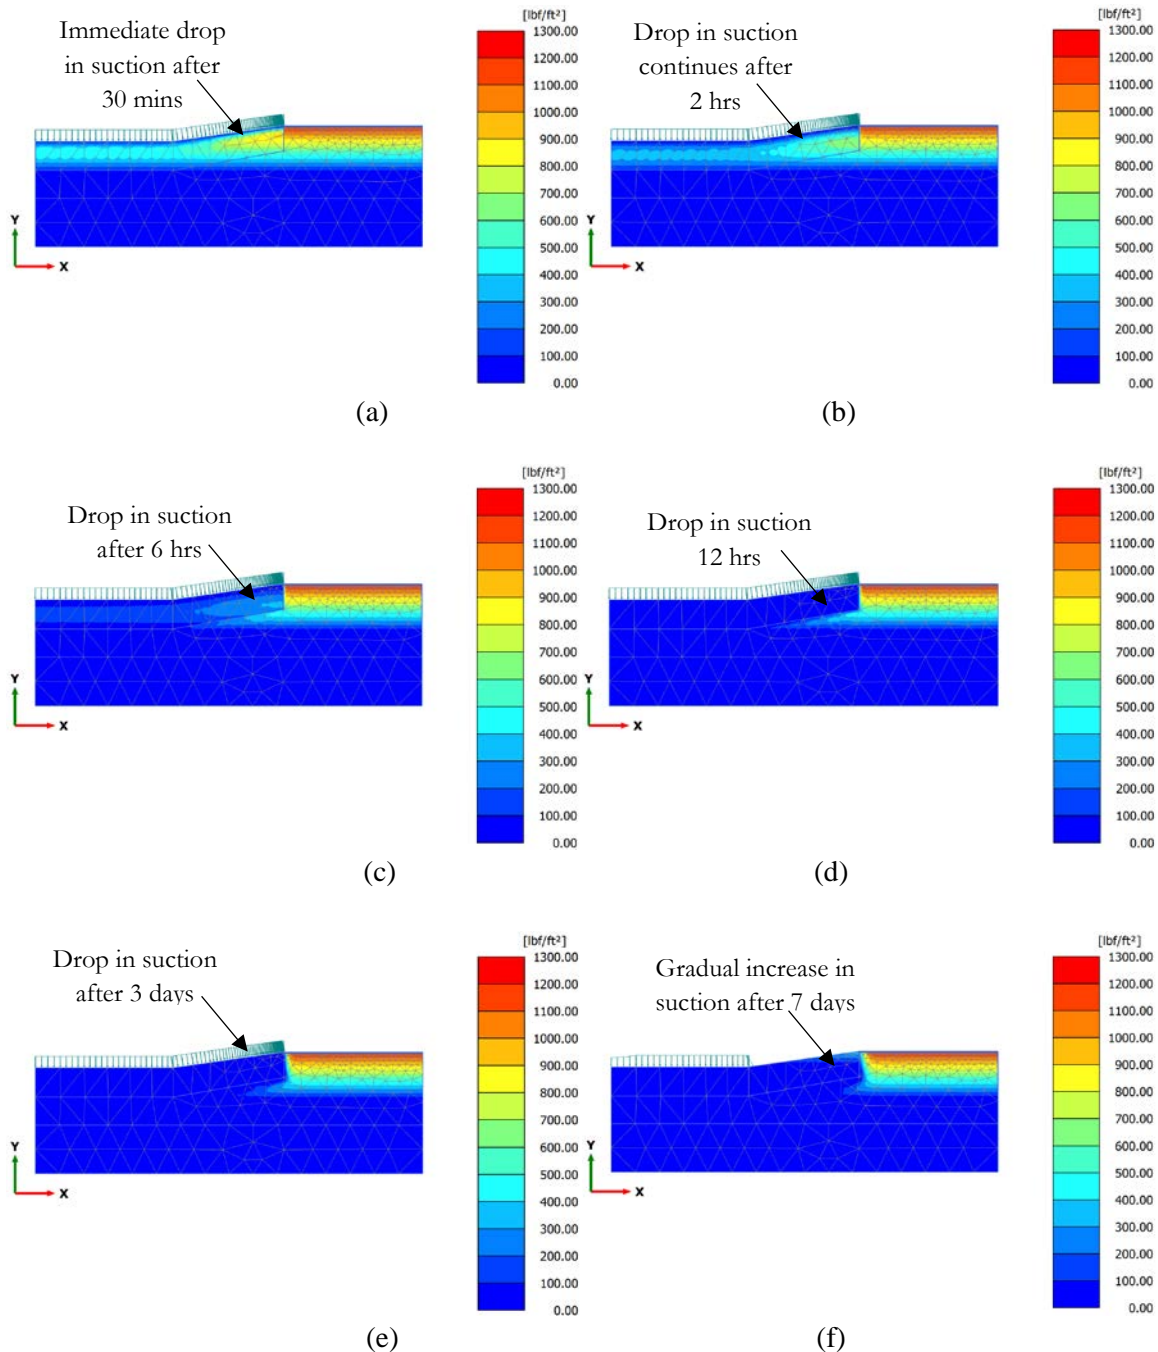 Immediate drop
in suction after
30 mins
[lbf/ft²]
1300.00
1200.00
1100.00
1000.00
900.00
800.00
700.00
600.00
500.00
400.00
300.00
200.00
100.00
0.00
Y
X
(a)
Drop in suction
continues after
2 hrs
[lbf/ft²]
1300.00
1200.00
1100.00
1000.00
900.00
800.00
700.00
600.00
500.00
400.00
300.00
200.00
100.00
0.00
Y
X
(b)
Drop in suction
after 6 hrs
[lbf/ft²]
1300.00
1200.00
1100.00
1000.00
900.00
800.00
700.00
600.00
500.00
400.00
300.00
200.00
100.00
0.00
Y
X
(c)
Drop in suction
12 hrs
[lbf/ft²]
1300.00
1200.00
1100.00
1000.00
900.00
800.00
700.00
600.00
500.00
400.00
300.00
200.00
100.00
0.00
Y
X
(d)
Drop in suction
after 3 days
[lbf/ft²]
1300.00
1200.00
1100.00
1000.00
900.00
800.00
700.00
600.00
500.00
400.00
300.00
200.00
100.00
0.00
Y
X
(e)
Gradual increase in
suction after 7 days
[lbf/ft²]
1300.00
1200.00
1100.00
1000.00
900.00
800.00
700.00
600.00
500.00
400.00
300.00
200.00
100.00
0.00
Y
X
(f)